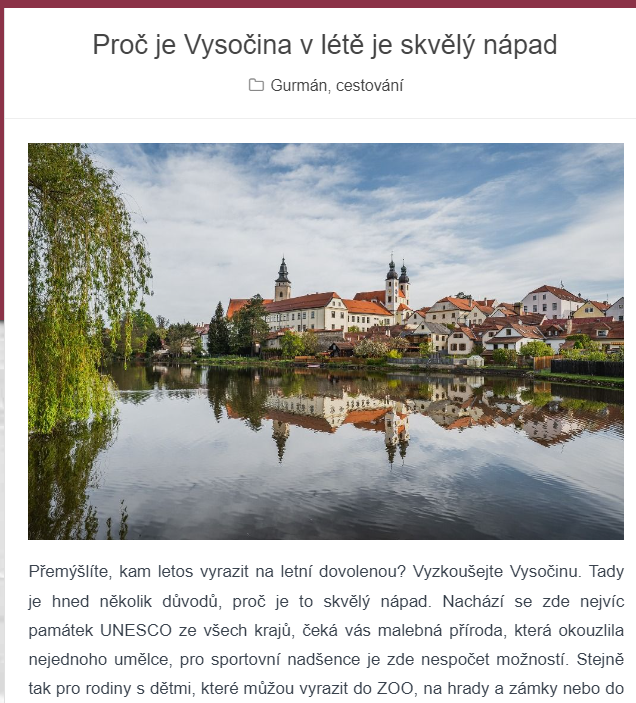 Proč je Vysočina v létě je skvělý nápad
Gurmán, cestování
Přemýšlíte, kam letos vyrazit na letní dovolenou? Vyzkoušejte Vysočinu. Tady
je hned několik důvodů, proč je to skvělý nápad. Nachází se zde nejvíc
památek UNESCO ze všech krajů, čeká vás malebná příroda, která okouzlila
nejednoho umělce, pro sportovní nadšence je zde nespočet možností. Stejně
tak pro rodiny s dětmi, které můžou vyrazit do ZOO, na hrady a zámky nebo do